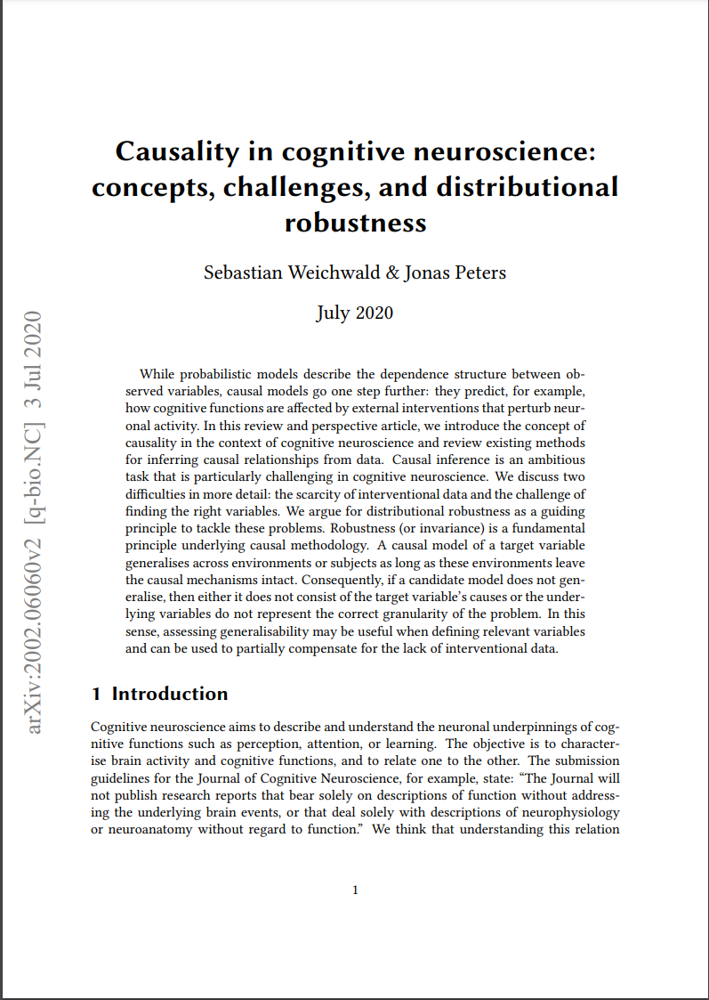 Causality in cognitive neuroscience:
concepts, challenges, and distributional
robustness
Sebastian Weichwald & Jonas Peters
July 2020
arXiv:2002.06060v2 [q-bio.NC] 3 Jul 2020
While probabilistic models describe the dependence structure between ob-
served variables, causal models go one step further: they predict, for example,
how cognitive functions are affected by external interventions that perturb neur-
onal activity. In this review and perspective article, we introduce the concept of
causality in the context of cognitive neuroscience and review existing methods
for inferring causal relationships from data. Causal inference is an ambitious
task that is particularly challenging in cognitive neuroscience. We discuss two
difficulties in more detail: the scarcity of interventional data and the challenge of
finding the right variables. We argue for distributional robustness as a guiding
principle to tackle these problems. Robustness (or invariance) is a fundamental
principle underlying causal methodology. A causal model of a target variable
generalises across environments or subjects as long as these environments leave
the causal mechanisms intact. Consequently, if a candidate model does not gen-
eralise, then either it does not consist of the target variable's causes or the under-
lying variables do not represent the correct granularity of the problem. In this
sense, assessing generalisability may be useful when defining relevant variables
and can be used to partially compensate for the lack of interventional data.
1 Introduction
Cognitive neuroscience aims to describe and understand the neuronal underpinnings of cog-
nitive functions such as perception, attention, or learning. The objective is to character-
ise brain activity and cognitive functions, and to relate one to the other. The submission
guidelines for the Journal of Cognitive Neuroscience, for example, state: “The Journal will
not publish research reports that bear solely on descriptions of function without address-
ing the underlying brain events, or that deal solely with descriptions of neurophysiology
or neuroanatomy without regard to function.” We think that understanding this relation
1